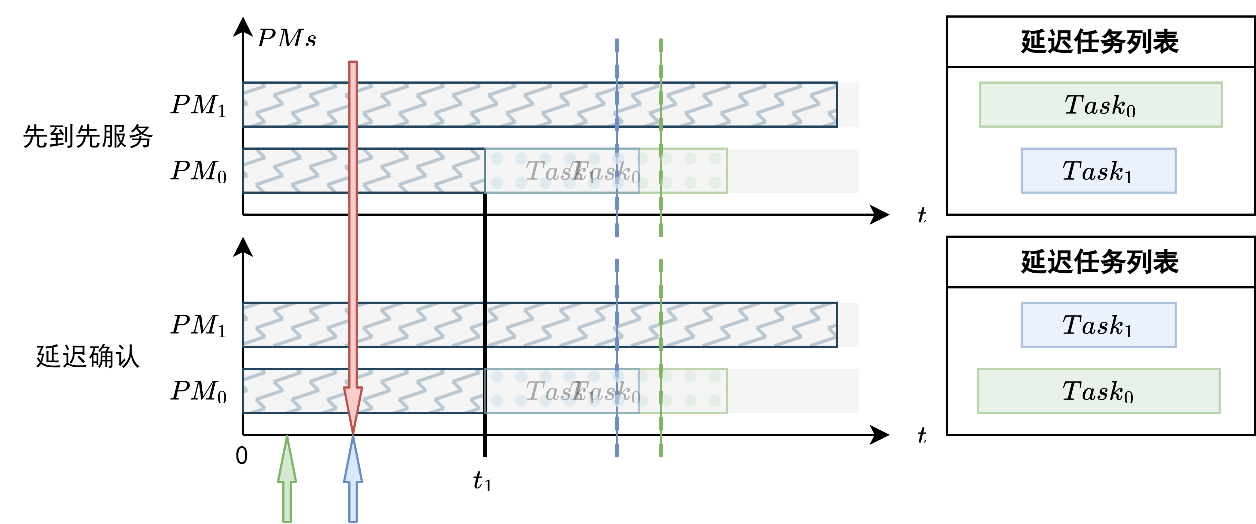 PMs
延迟任务列表
先到先服务
PM₁
Task₀
PM₀
Task₁
Task₀
Task₁
t
延迟任务列表
延迟确认
PM₁
Task₁
PM₀
Task₁
Task₀
Task₀
t
0
t₁